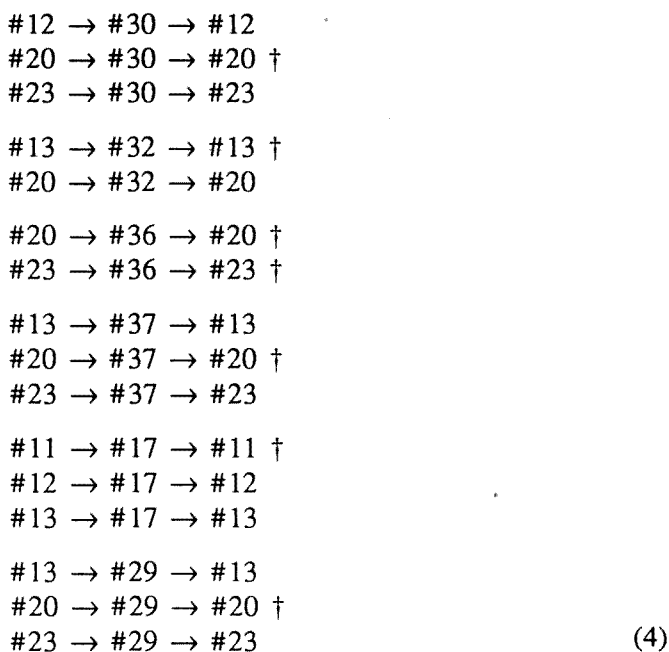 #12 → #30 → #12
#20 → #30 → #20 †
#23 → #30 → #23
#13 → #32 → #13 †
#20 → #32 → #20
#20 → #36 → #20 †
#23 → #36 → #23 †
#13 → #37 → #13
#20 → #37 → #20 †
#23 → #37 → #23
#11 → #17 → #11 †
#12 → #17 → #12
#13 → #17 → #13
#13 → #29 → #13
#20 → #29 → #20 †
#23 → #29 → #23 (4)